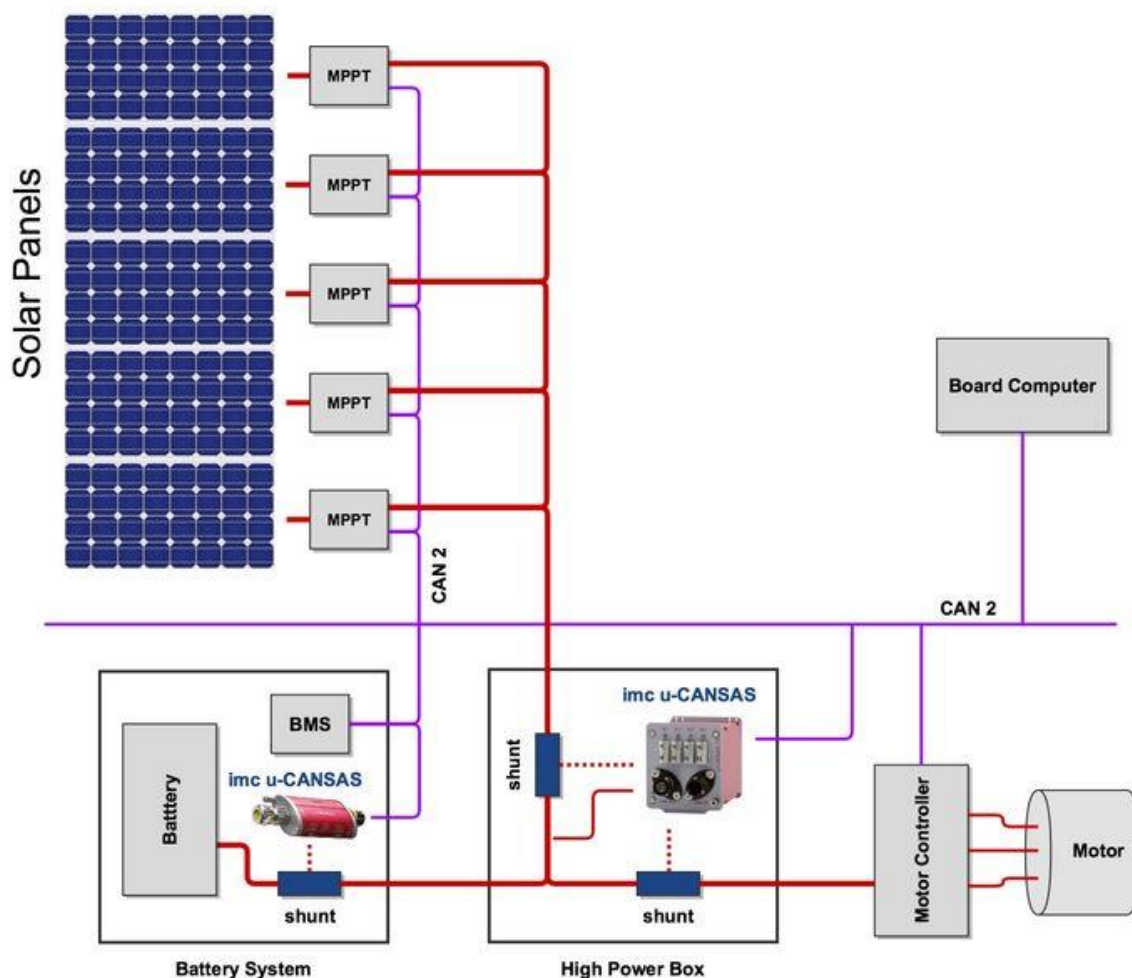 Solar Panels
MPPT
MPPT
MPPT
MPPT
MPPT
Board Computer
CAN 2
CAN 2
BMS
imc u-CANSAS
Batttery
shunt
Battery System
imc u-CANSAS
shunt
shunt
High Power Box
Motor Controller
Motor